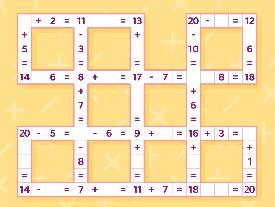 + 2 = 11 = 13 20 - = 12
+ - + -
5 3 10 6
= = = = =
14 6 = 8 + = 17 - 7 = 8 = 18
+ + +
7 6
= = =
20 - 5 = - 6 = 9 + = 16 + 3 =
- + + +
8 1
= = = = =
14 - = 7 + = 11 + 7 = 18 = 20